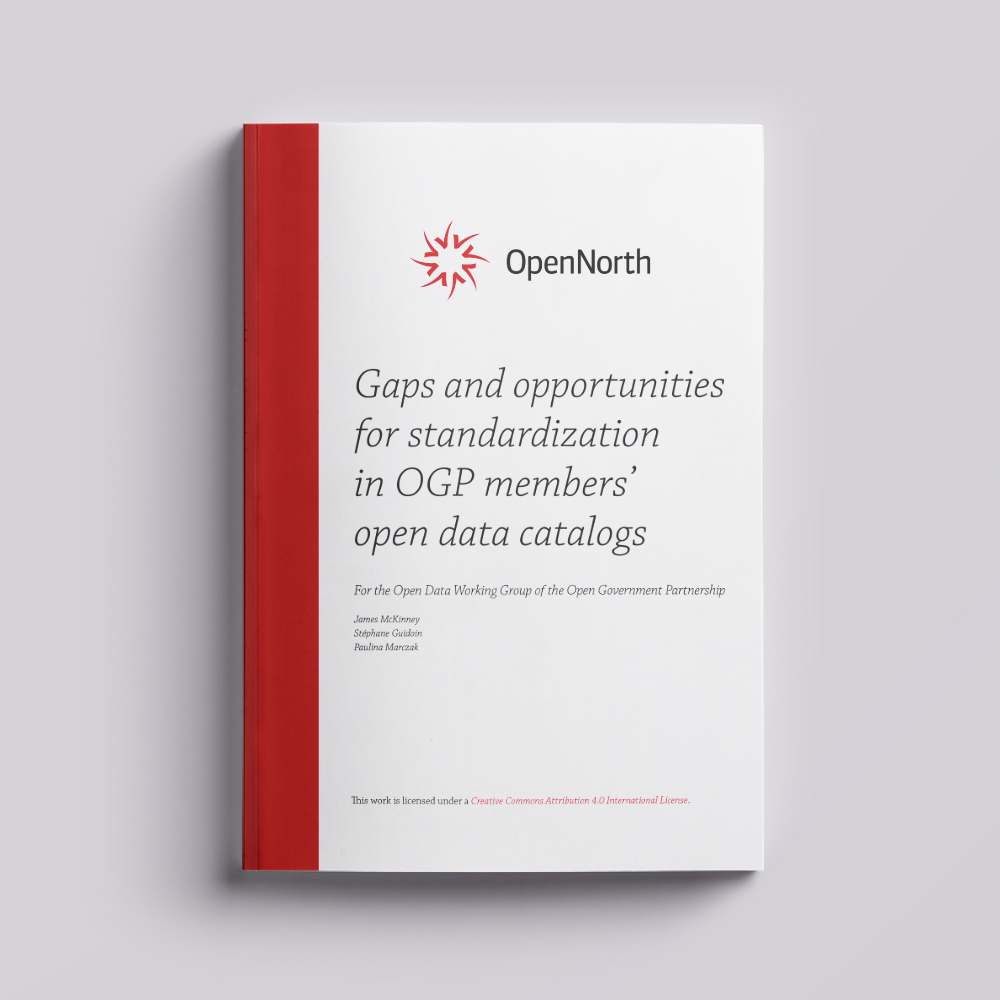 OpenNorth
Gaps and opportunities
for standardization
in OGP members’
open data catalogs
For the Open Data Working Group of the Open Government Partnership
James McKinney
Stéphane Guidoin
Paulina Marczak
This work is licensed under a Creative Commons Attribution 4.0 International License.